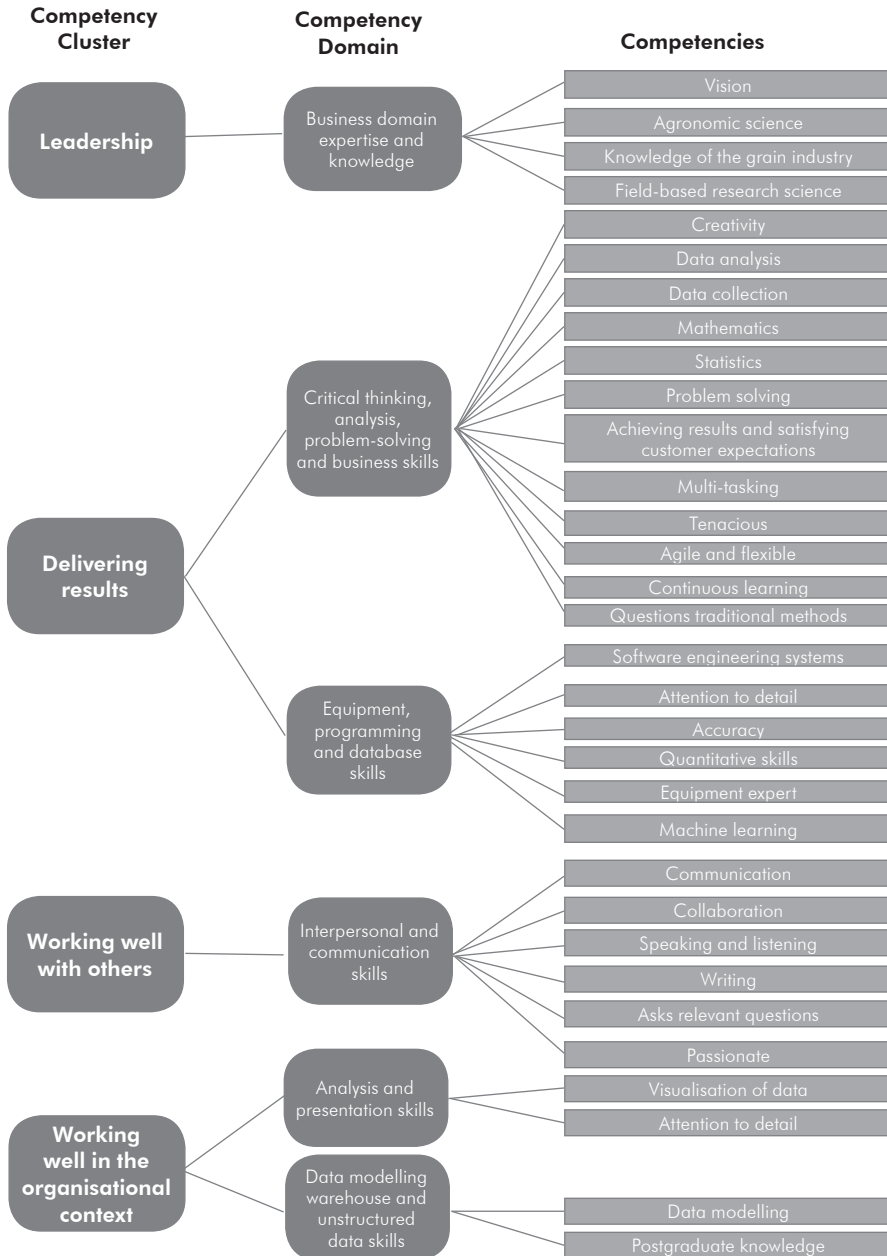 Competency
Cluster
Competency
Domain
Competencies
Leadership
Business domain
expertise and
knowledge
Vision
Agronomic science
Knowledge of the grain industry
Field-based research science
Delivering
results
Critical thinking,
analysis,
problem-solving
and business skills
Creativity
Data analysis
Data collection
Mathematics
Statistics
Problem solving
Achieving results and satisfying
customer expectations
Multi-tasking
Tenacious
Agile and flexible
Continuous learning
Questions traditional methods
Equipment,
programming
and database
skills
Software engineering systems
Attention to detail
Accuracy
Quantitative skills
Equipment expert
Machine learning
Working well
with others
Interpersonal and
communication
skills
Communication
Collaboration
Speaking and listening
Writing
Asks relevant questions
Passionate
Working
well in the
organisational
context
Analysis and
presentation skills
Visualisation of data
Attention to detail
Data modelling
warehouse and
unstructured
data skills
Data modelling
Postgraduate knowledge